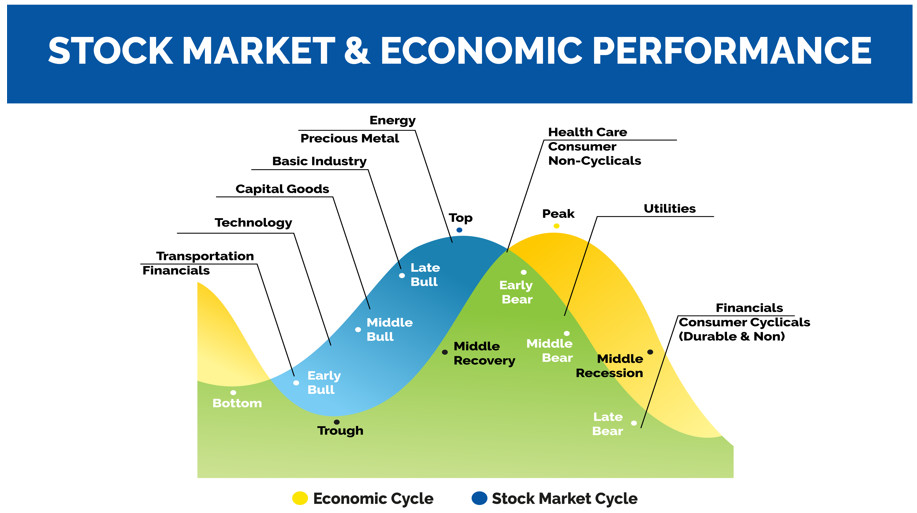 STOCK MARKET & ECONOMIC PERFORMANCE
Energy
Precious Metal
Health Care
Consumer
Non-Cyclicals
Basic Industry
Capital Goods
Technology
Top
Peak
Utilities
Transportation
Financials
Late
Bull
Early
Bear
Middle
Bull
Middle
Recovery
Middle
Bear
Middle
Recession
Financials
Consumer Cyclicals
(Durable & Non)
Early
Bull
Bottom
Trough
Late
Bear
Economic Cycle
Stock Market Cycle